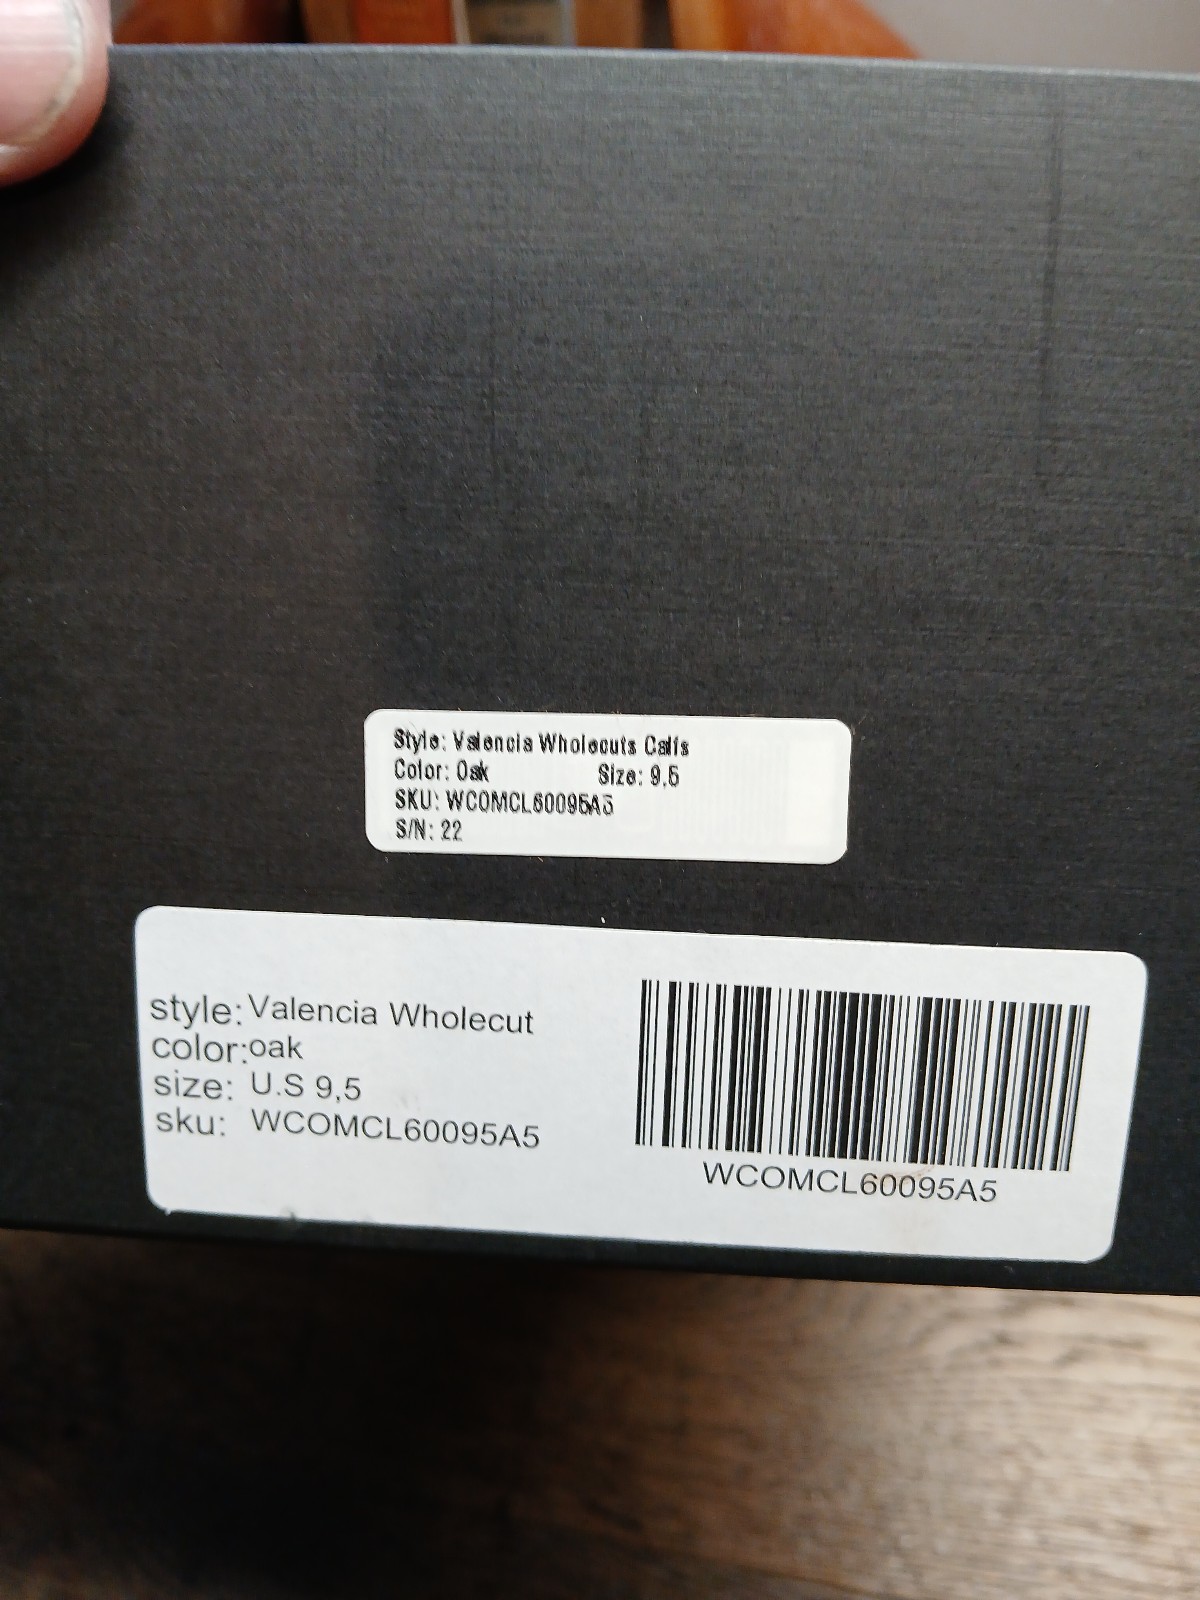 Style: Valencia Wholecuts Calfs
Color: Oak Size: 9.5
SKU: WCOMCL60095A5
S/N: 22
style: Valencia Wholecut
color: oak
size: U.S 9,5
sku: WCOMCL60095A5
WCOMCL60095A5